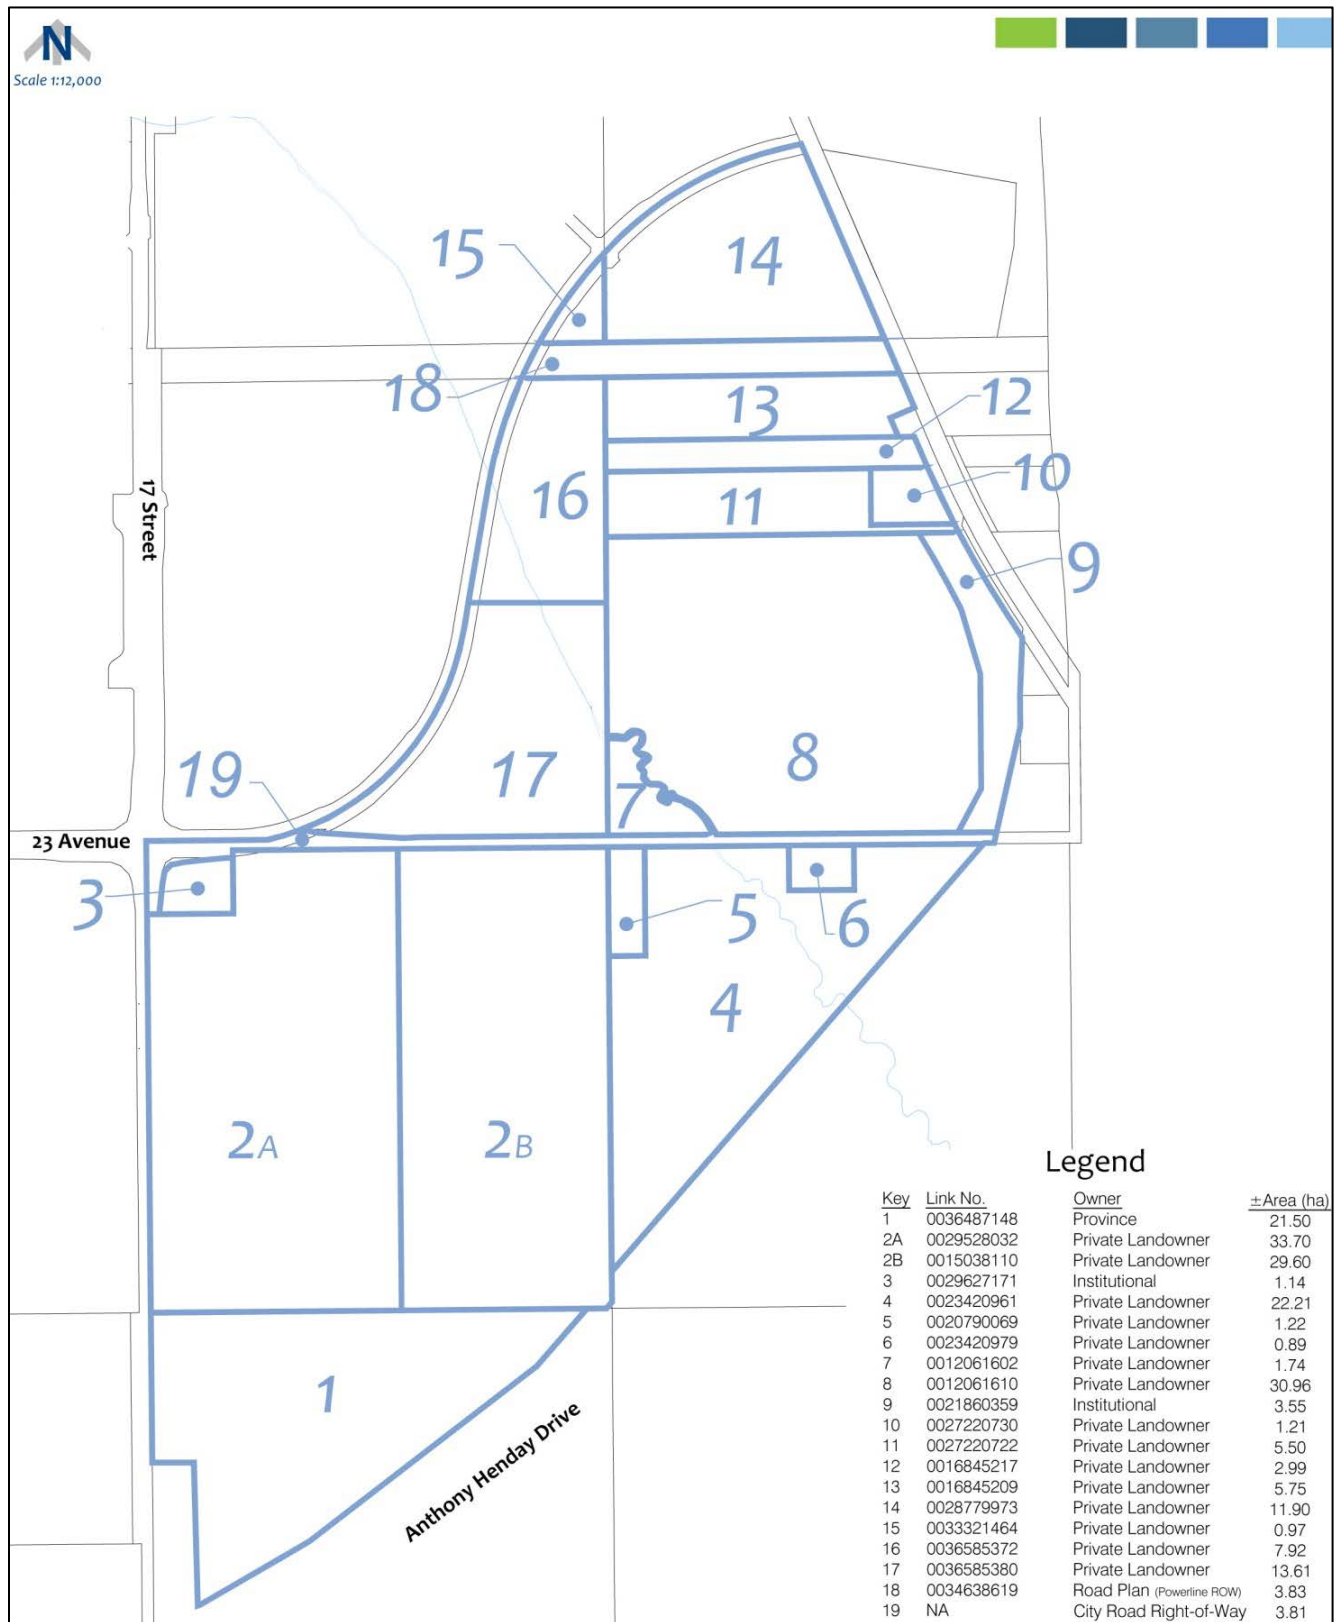 N
Scale 1:12,000
15
14
18
13
12
16
11
10
17 Street
9
19
17
7
8
23 Avenue
3
5
6
4
2A
2B
1
Anthony Henday Drive
Legend
Key Link No. Owner ±Area (ha)
1 0036487148 Province 21.50
2A 0029528032 Private Landowner 33.70
2B 0015038110 Private Landowner 29.60
3 0029627171 Institutional 1.14
4 0023420961 Private Landowner 22.21
5 0020790069 Private Landowner 1.22
6 0023420979 Private Landowner 0.89
7 0012061602 Private Landowner 1.74
8 0012061610 Private Landowner 30.96
9 0021860359 Institutional 3.55
10 0027220730 Private Landowner 1.21
11 0027220722 Private Landowner 5.50
12 0016845217 Private Landowner 2.99
13 0016845209 Private Landowner 5.75
14 0028779973 Private Landowner 11.90
15 0033321464 Private Landowner 0.97
16 0036585372 Private Landowner 7.92
17 0036585380 Private Landowner 13.61
18 0034638619 Road Plan (Powerline ROW) 3.83
19 NA City Road Right-of-Way 3.81